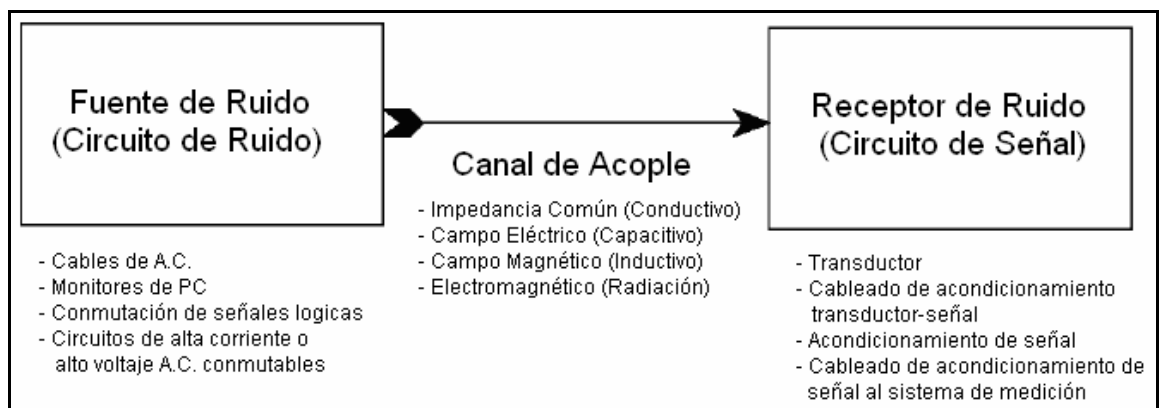 Fuente de Ruido
(Circuito de Ruido)
- Cables de A.C.
- Monitores de PC
- Conmutación de señales logicas
- Circuitos de alta corriente o
alto voltaje A.C. conmutables
Canal de Acople
- Impedancia Común (Conductivo)
- Campo Eléctrico (Capacitivo)
- Campo Magnético (Inductivo)
- Electromagnético (Radiación)
Receptor de Ruido
(Circuito de Señal)
- Transductor
- Cableado de acondicionamiento
transductor-señal
- Acondicionamiento de señal
- Cableado de acondicionamiento de
señal al sistema de medición